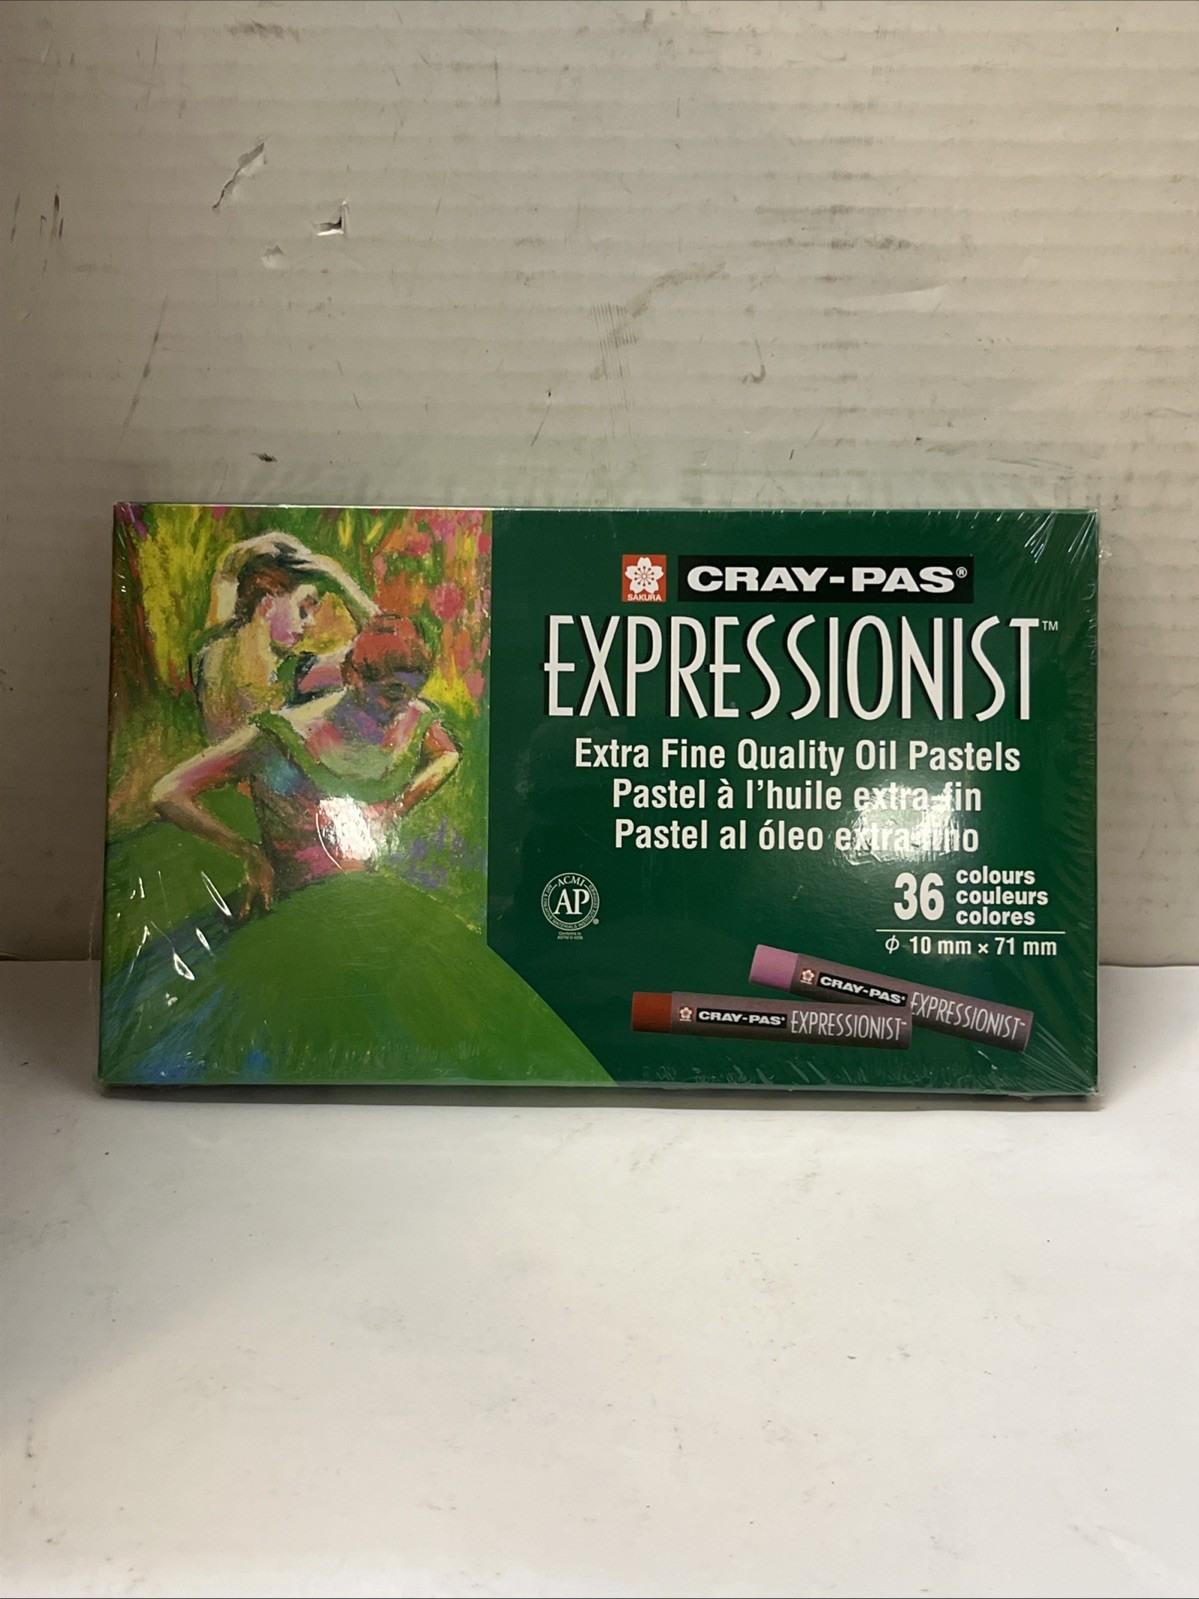 SAKURA
CRAY-PAS®
EXPRESSIONIST™
Extra Fine Quality Oil Pastels
Pastel à l'huile extra-fin
Pastel al óleo extra-fino
ACMI
AP
®
36 colours
couleurs
colores
ϕ 10 mm × 71 mm
CRAY-PAS® EXPRESSIONIST™
CRAY-PAS® EXPRESSIONIST™